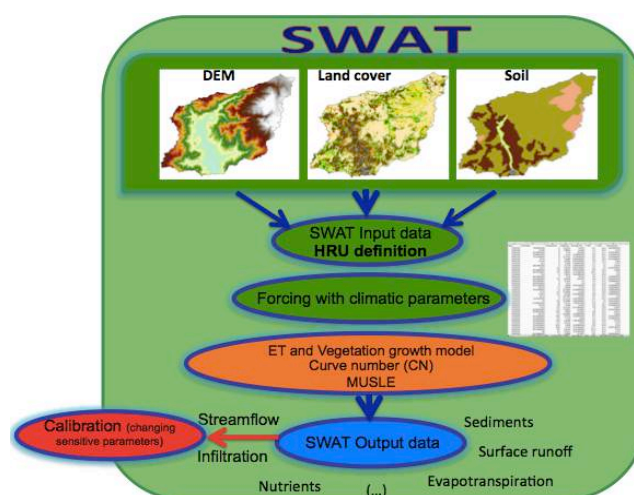 SWAT
DEM
Land cover
Soil
SWAT Input data
HRU definition
Forcing with climatic parameters
ET and Vegetation growth model
Curve number (CN)
MUSLE
Calibration (changing
sensitive parameters)
Streamflow
Infiltration
SWAT Output data
Sediments
Surface runoff
Evapotranspiration
Nutrients
(...)